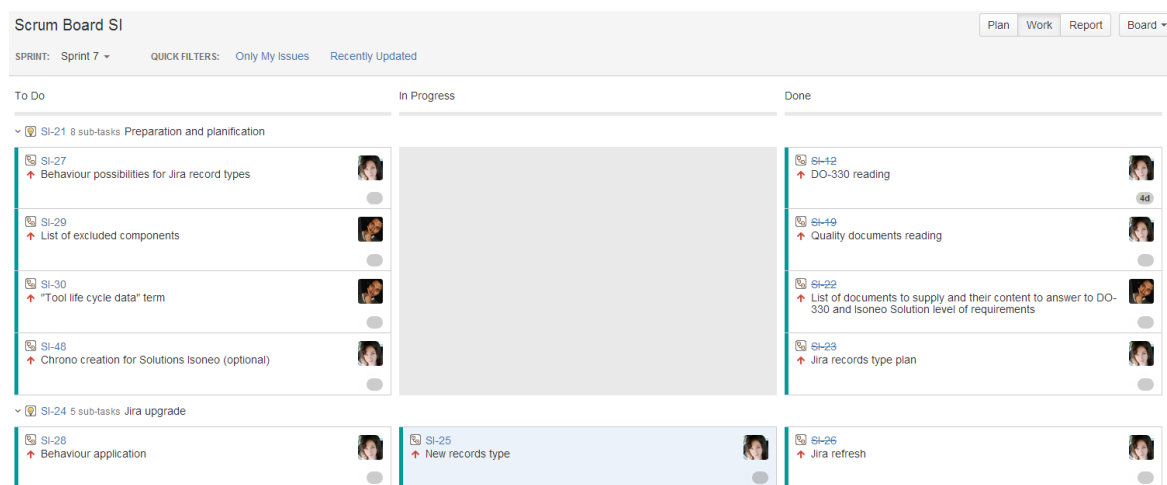 Scrum Board SI
Plan Work Report Board
SPRINT: Sprint 7 QUICK FILTERS: Only My Issues Recently Updated
To Do In Progress Done
SI-21 8 sub-tasks Preparation and planification
SI-27
Behaviour possibilities for Jira record types
SI-12
DO-330 reading
4d
SI-29
List of excluded components
SI-19
Quality documents reading
SI-30
"Tool life cycle data" term
SI-22
List of documents to supply and their content to answer to DO-
330 and Isoneo Solution level of requirements
SI-48
Chrono creation for Solutions Isoneo (optional)
SI-23
Jira records type plan
SI-24 5 sub-tasks Jira upgrade
SI-28
Behaviour application
SI-25
New records type
SI-26
Jira refresh